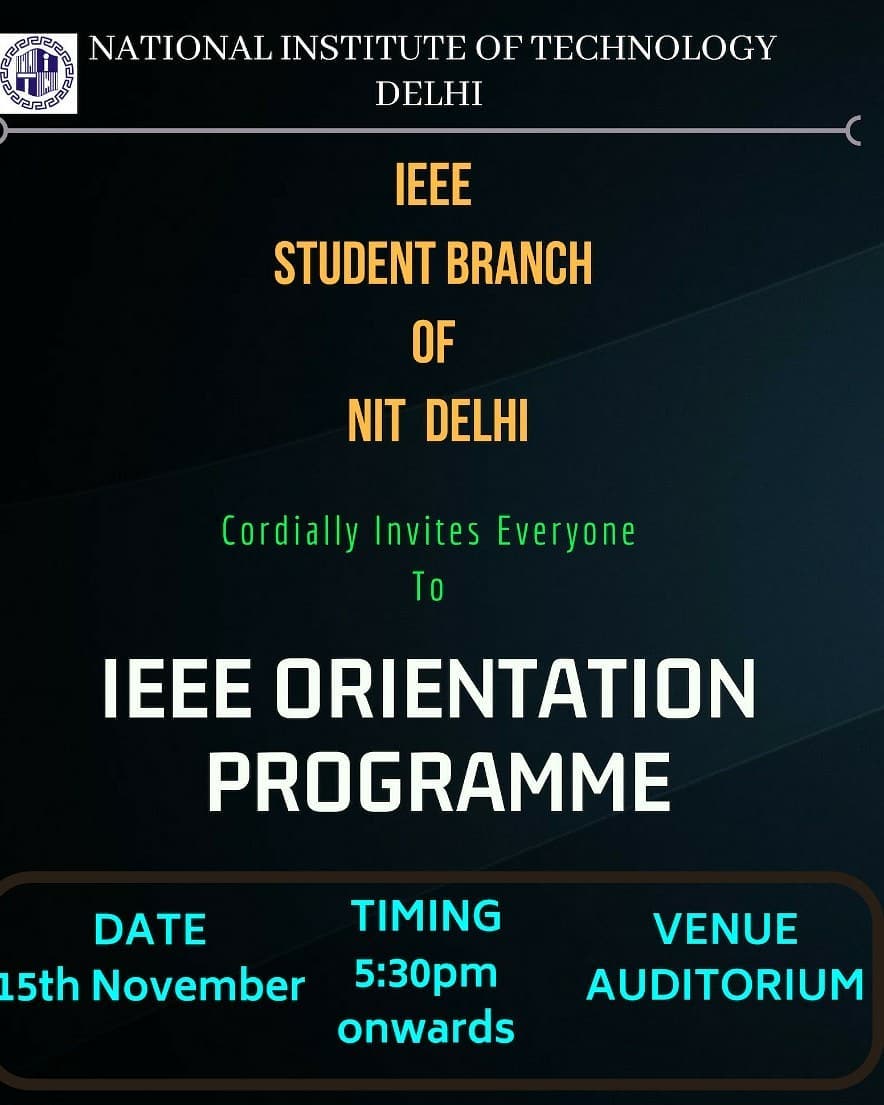 NATIONAL INSTITUTE OF TECHNOLOGY
DELHI
IEEE
STUDENT BRANCH
OF
NIT DELHI
Cordially Invites Everyone
To
IEEE ORIENTATION
PROGRAMME
DATE
15th November
TIMING
5:30pm
onwards
VENUE
AUDITORIUM